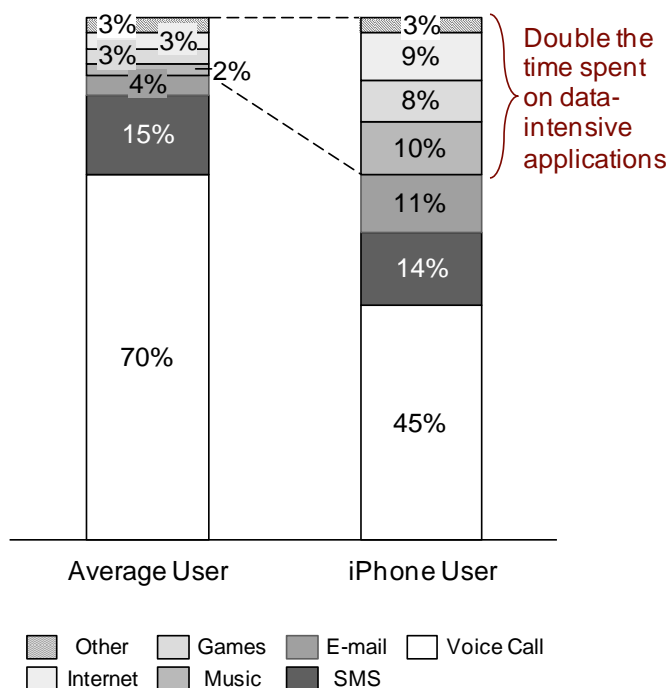 3%
3%
3%
2%
4%
15%
70%
3%
9%
8%
10%
11%
14%
45%
Double the
time spent
on data-
intensive
applications
Average User
iPhone User
Other Games E-mail Voice Call
Internet Music SMS